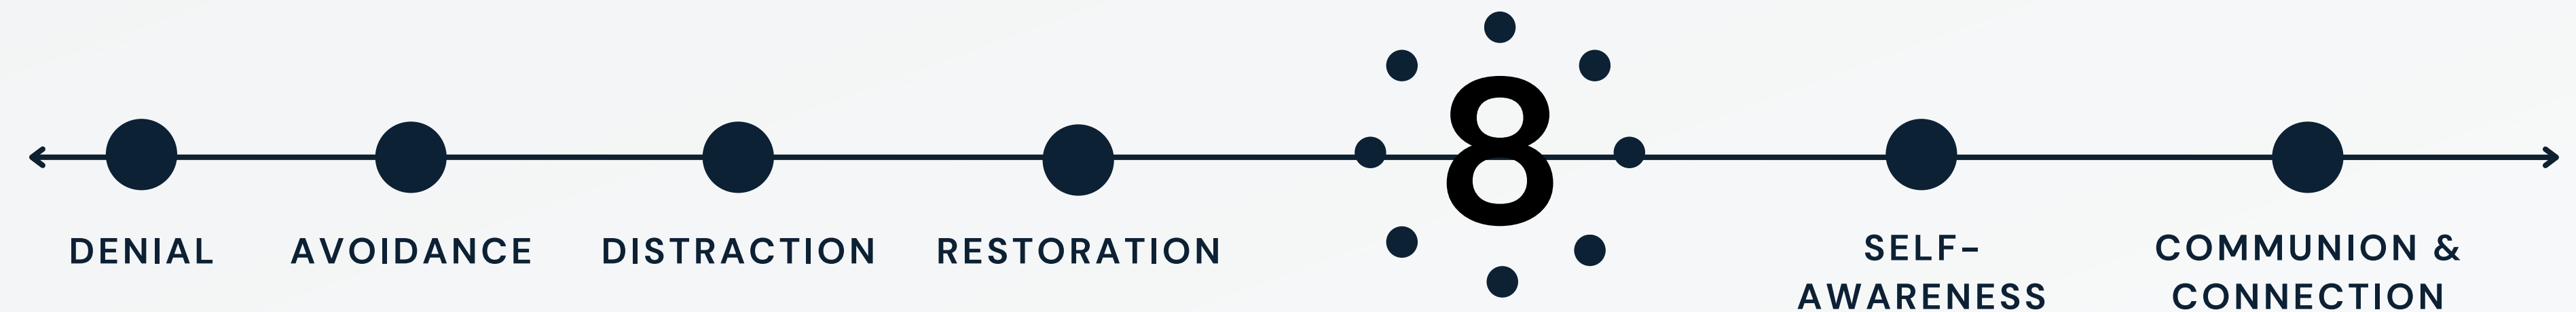 8
DENIAL
AVOIDANCE
DISTRACTION
RESTORATION
SELF-
AWARENESS
COMMUNION &
CONNECTION